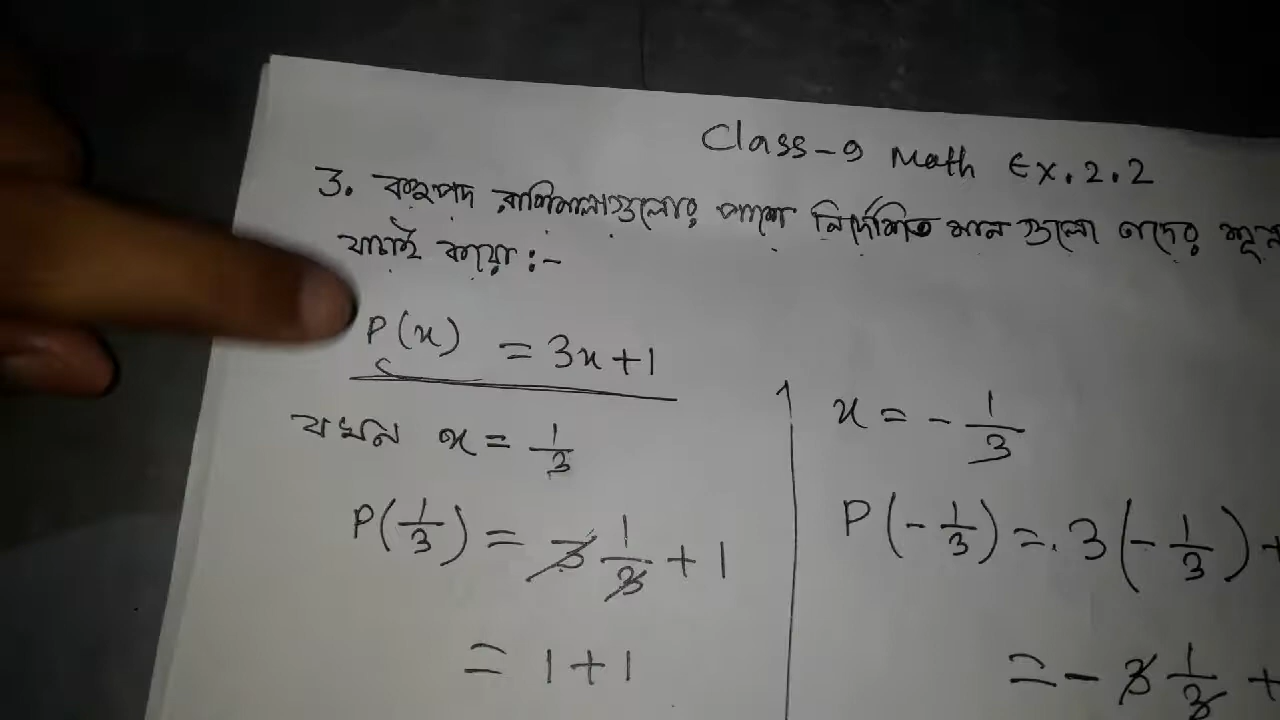 Class-9 Math Ex. 2.2
3. বহুপদ রাশিমালাগুলোর পাশে নির্দেশিত মান গুলো তাদের
যাচাই করো :-
P(x) = 3x+1
যখন x = 1/3
P(1/3) = 3 1/3 + 1
= 1+1
x = - 1/3
P(- 1/3) = 3(- 1/3) +
= - 3 1/3 +